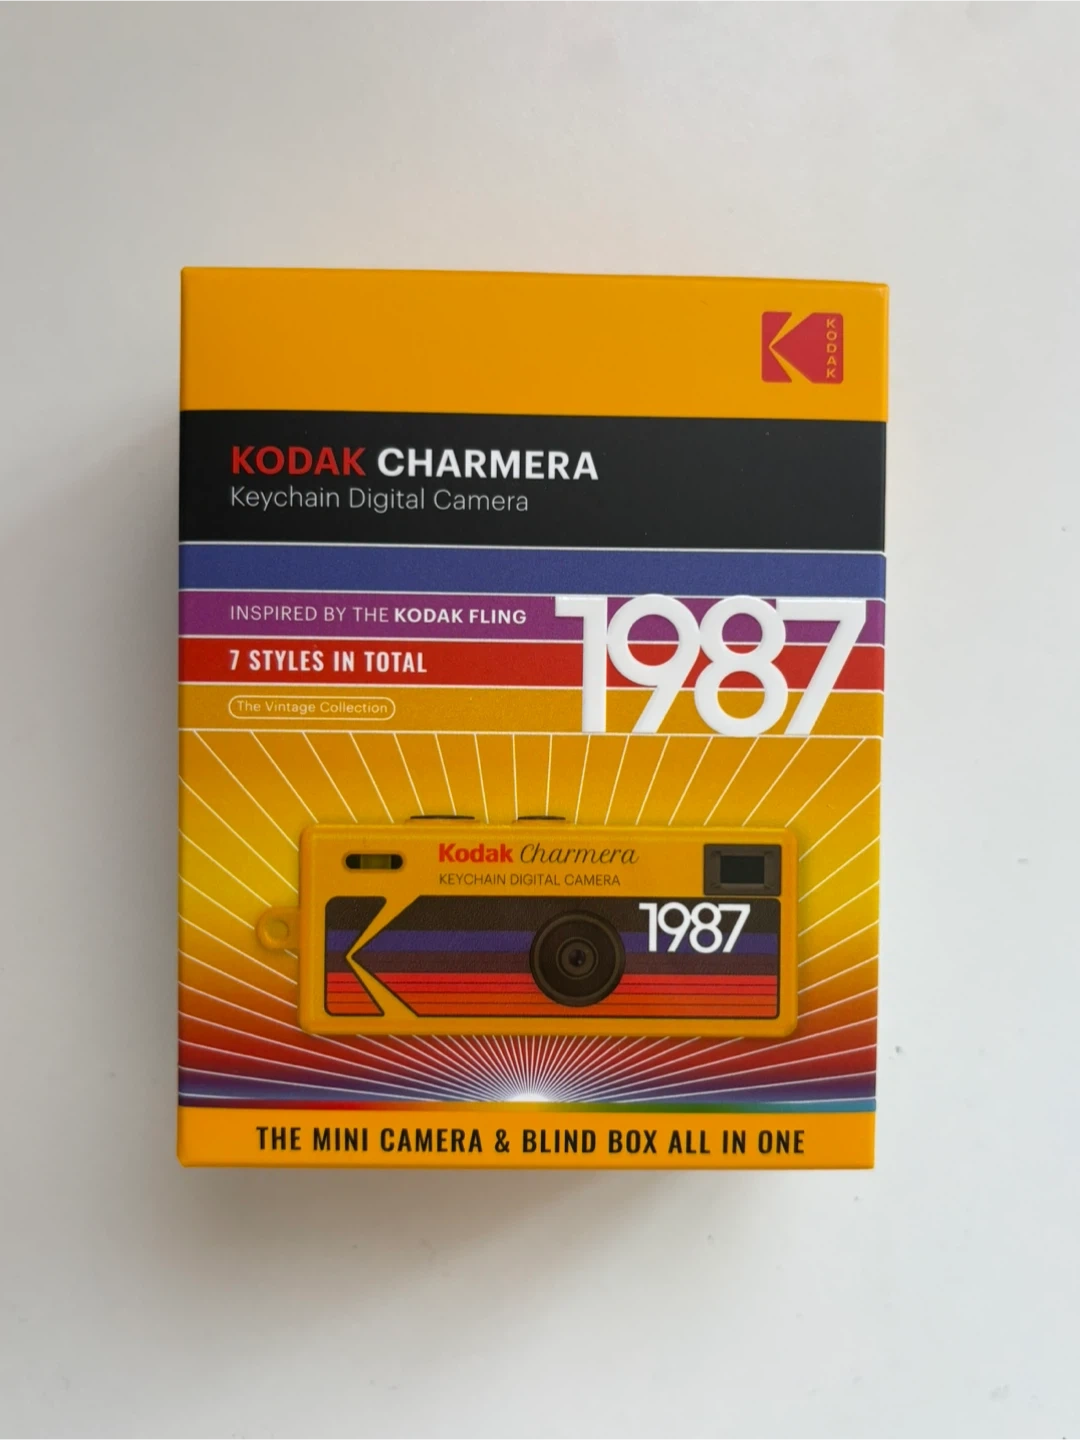 KODAK
KODAK CHARMERA
Keychain Digital Camera
INSPIRED BY THE KODAK FLING
1987
7 STYLES IN TOTAL
The Vintage Collection
Kodak Charmera
KEYCHAIN DIGITAL CAMERA
1987
THE MINI CAMERA & BLIND BOX ALL IN ONE